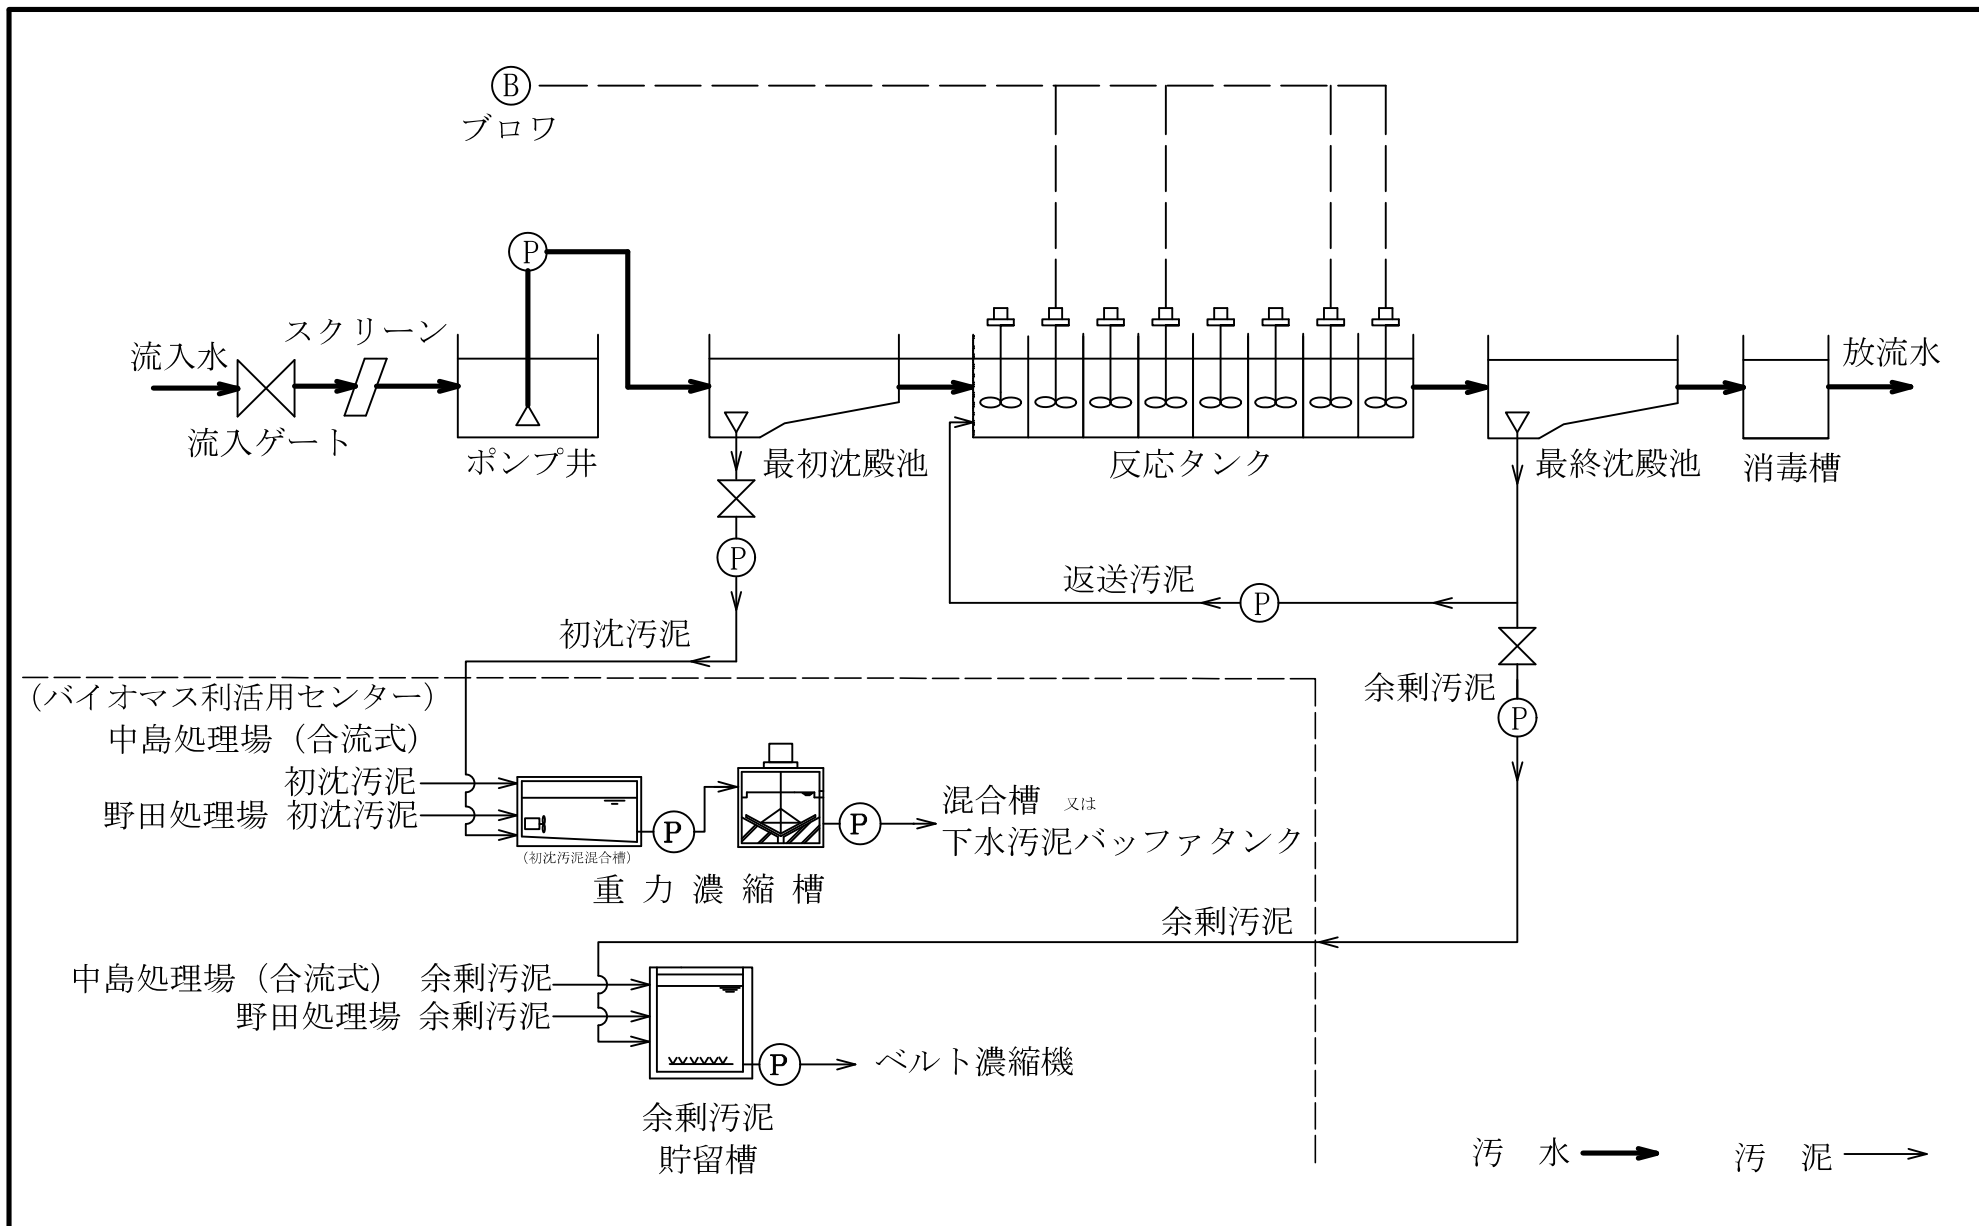 B
ブロワ
P
スクリーン
流入水
流入ゲート
ポンプ井
最初沈殿池
反応タンク
最終沈殿池
消毒槽
放流水
P
返送汚泥
P
初沈汚泥
余剰汚泥
P
(バイオマス利活用センター)
中島処理場 (合流式)
初沈汚泥
野田処理場 初沈汚泥
(初沈汚泥混合槽)
P
P
混合槽 又は
下水汚泥バッファタンク
重力濃縮槽
余剰汚泥
中島処理場 (合流式) 余剰汚泥
野田処理場 余剰汚泥
P
ベルト濃縮機
余剰汚泥
貯留槽
汚 水
汚 泥